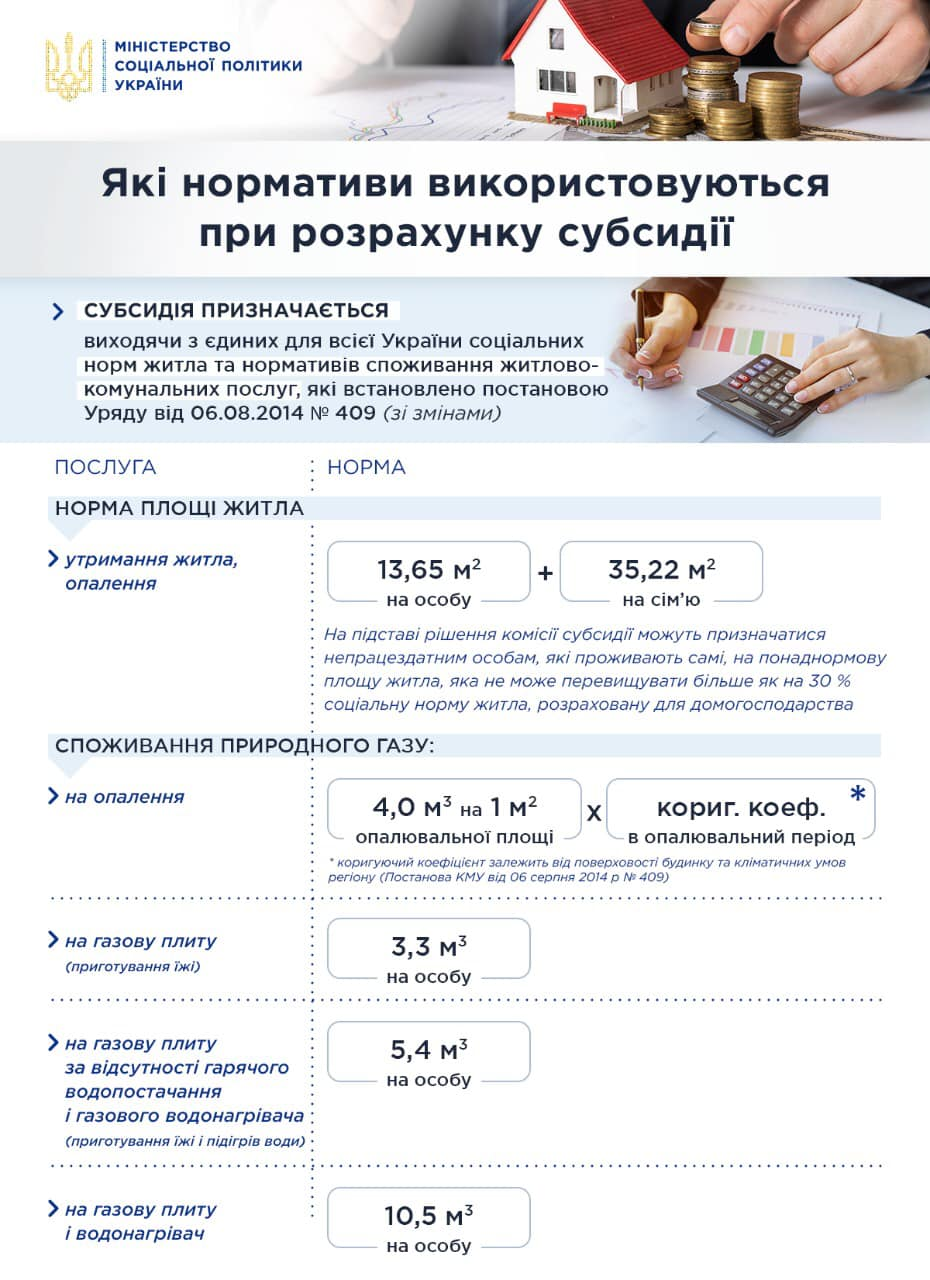 МІНІСТЕРСТВО
СОЦІАЛЬНОЇ ПОЛІТИКИ
УКРАЇНИ
Які нормативи використовуються
при розрахунку субсидії
СУБСИДІЯ ПРИЗНАЧАЄТЬСЯ
виходячи з єдиних для всієї України соціальних
норм житла та нормативів споживання житлово-
комунальних послуг, які встановлено постановою
Уряду від 06.08.2014 № 409 (зі змінами)
ПОСЛУГА
НОРМА
НОРМА ПЛОЩІ ЖИТЛА
утримання житла,
опалення
13,65 м² + 35,22 м²
на особу на сім’ю
На підставі рішення комісії субсидії можуть призначатися
непрацездатним особам, які проживають самі, на понаднормову
площу житла, яка не може перевищувати більше як на 30 %
соціальну норму житла, розраховану для домогосподарства
СПОЖИВАННЯ ПРИРОДНОГО ГАЗУ:
на опалення
4,0 м³ на 1 м² х кориг. коеф. *
опалювальної площі в опалювальний період
* коригуючий коефіцієнт залежить від поверховості будинку та кліматичних умов
регіону (Постанова КМУ від 06 серпня 2014 р № 409)
на газову плиту
(приготування їжі)
3,3 м³
на особу
на газову плиту
за відсутності гарячого
водопостачання
і газового водонагрівача
(приготування їжі і підігрів води)
5,4 м³
на особу
на газову плиту
і водонагрівач
10,5 м³
на особу